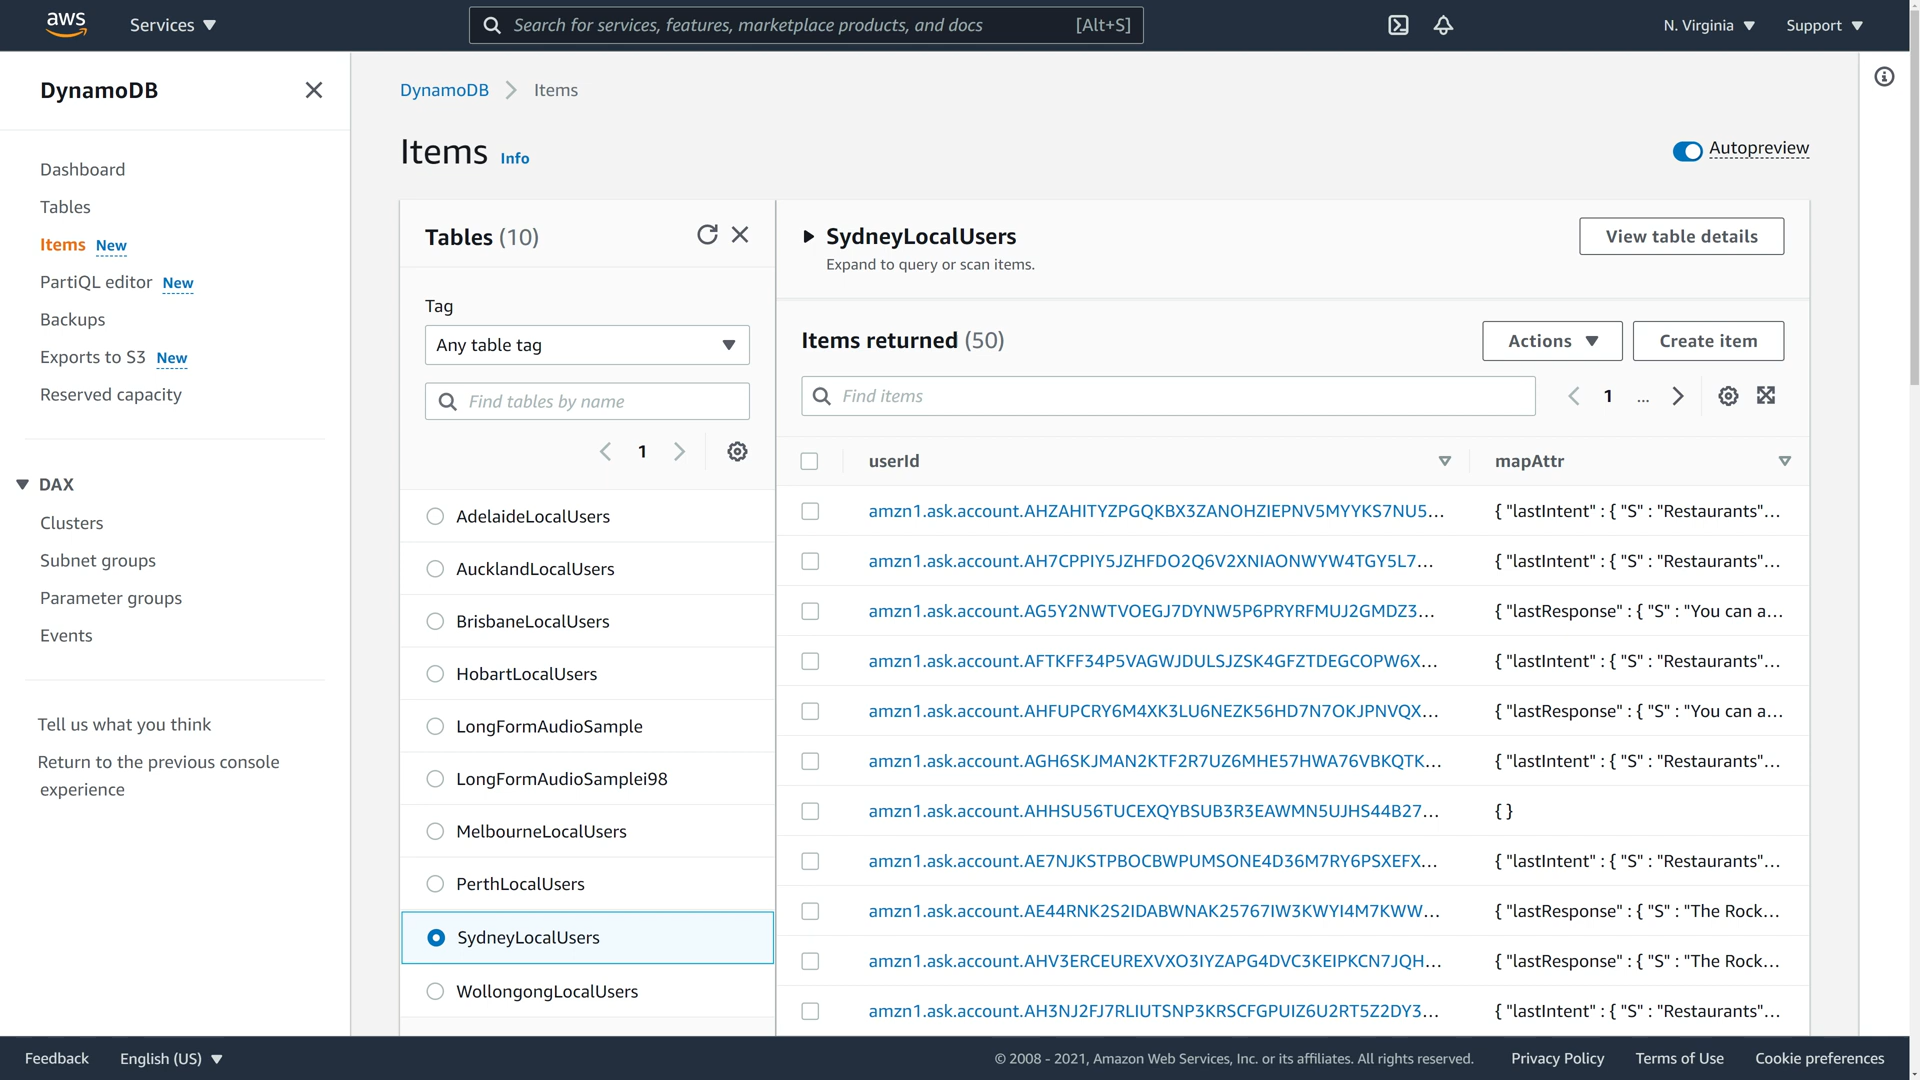 aws
Services
Search for services, features, marketplace products, and docs [Alt+S]
N. Virginia
Support
DynamoDB
Dashboard
Tables
Items New
PartiQL editor New
Backups
Exports to S3 New
Reserved capacity
DAX
Clusters
Subnet groups
Parameter groups
Events
Tell us what you think
Return to the previous console
experience
DynamoDB > Items
Items Info
Autopreview
Tables (10)
Tag
Any table tag
Find tables by name
1
AdelaideLocalUsers
AucklandLocalUsers
BrisbaneLocalUsers
HobartLocalUsers
LongFormAudioSample
LongFormAudioSamplei98
MelbourneLocalUsers
PerthLocalUsers
SydneyLocalUsers
WollongongLocalUsers
SydneyLocalUsers
Expand to query or scan items.
View table details
Items returned (50)
Actions
Create item
Find items
1 ...
userId mapAttr
amzn1.ask.account.AHZAHITYZPGQKBX3ZANOHZIEPNV5MYYKS7NU5... { "lastIntent" : { "S" : "Restaurants"...
amzn1.ask.account.AH7CPPIY5JZHFDO2Q6V2XNIAONWYW4TGY5L7... { "lastIntent" : { "S" : "Restaurants"...
amzn1.ask.account.AG5Y2NWTVOEGJ7DYNW5P6PRYRFMUJ2GMDZ3... { "lastResponse" : { "S" : "You can a...
amzn1.ask.account.AFTKFF34P5VAGWJDULSJZSK4GFZTDEGCOPW6X... { "lastIntent" : { "S" : "Restaurants"...
amzn1.ask.account.AHFUPCRY6M4XK3LU6NEZK56HD7N7OKJPNVQX... { "lastResponse" : { "S" : "You can a...
amzn1.ask.account.AGH6SKJMAN2KTF2R7UZ6MHE57HWA76VBKQTK... { "lastIntent" : { "S" : "Restaurants"...
amzn1.ask.account.AHHSU56TUCEXQYBSUB3R3EAWMN5UJHS44B27... { }
amzn1.ask.account.AE7NJKSTPBOCBWPUMSONE4D36M7RY6PSXEFX... { "lastIntent" : { "S" : "Restaurants"...
amzn1.ask.account.AE44RNK2S2IDABWNAK25767IW3KWYI4M7KWW... { "lastResponse" : { "S" : "The Rock...
amzn1.ask.account.AHV3ERCEUREXVXO3IYZAPG4DVC3KEIPKCN7JQH... { "lastResponse" : { "S" : "The Rock...
amzn1.ask.account.AH3NJ2FJ7RLIUTSNP3KRSCFGPUIZ6U2RT5Z2DY3... { "lastIntent" : { "S" : "Restaurants"...
Feedback
English (US)
© 2008 - 2021, Amazon Web Services, Inc. or its affiliates. All rights reserved.
Privacy Policy
Terms of Use
Cookie preferences